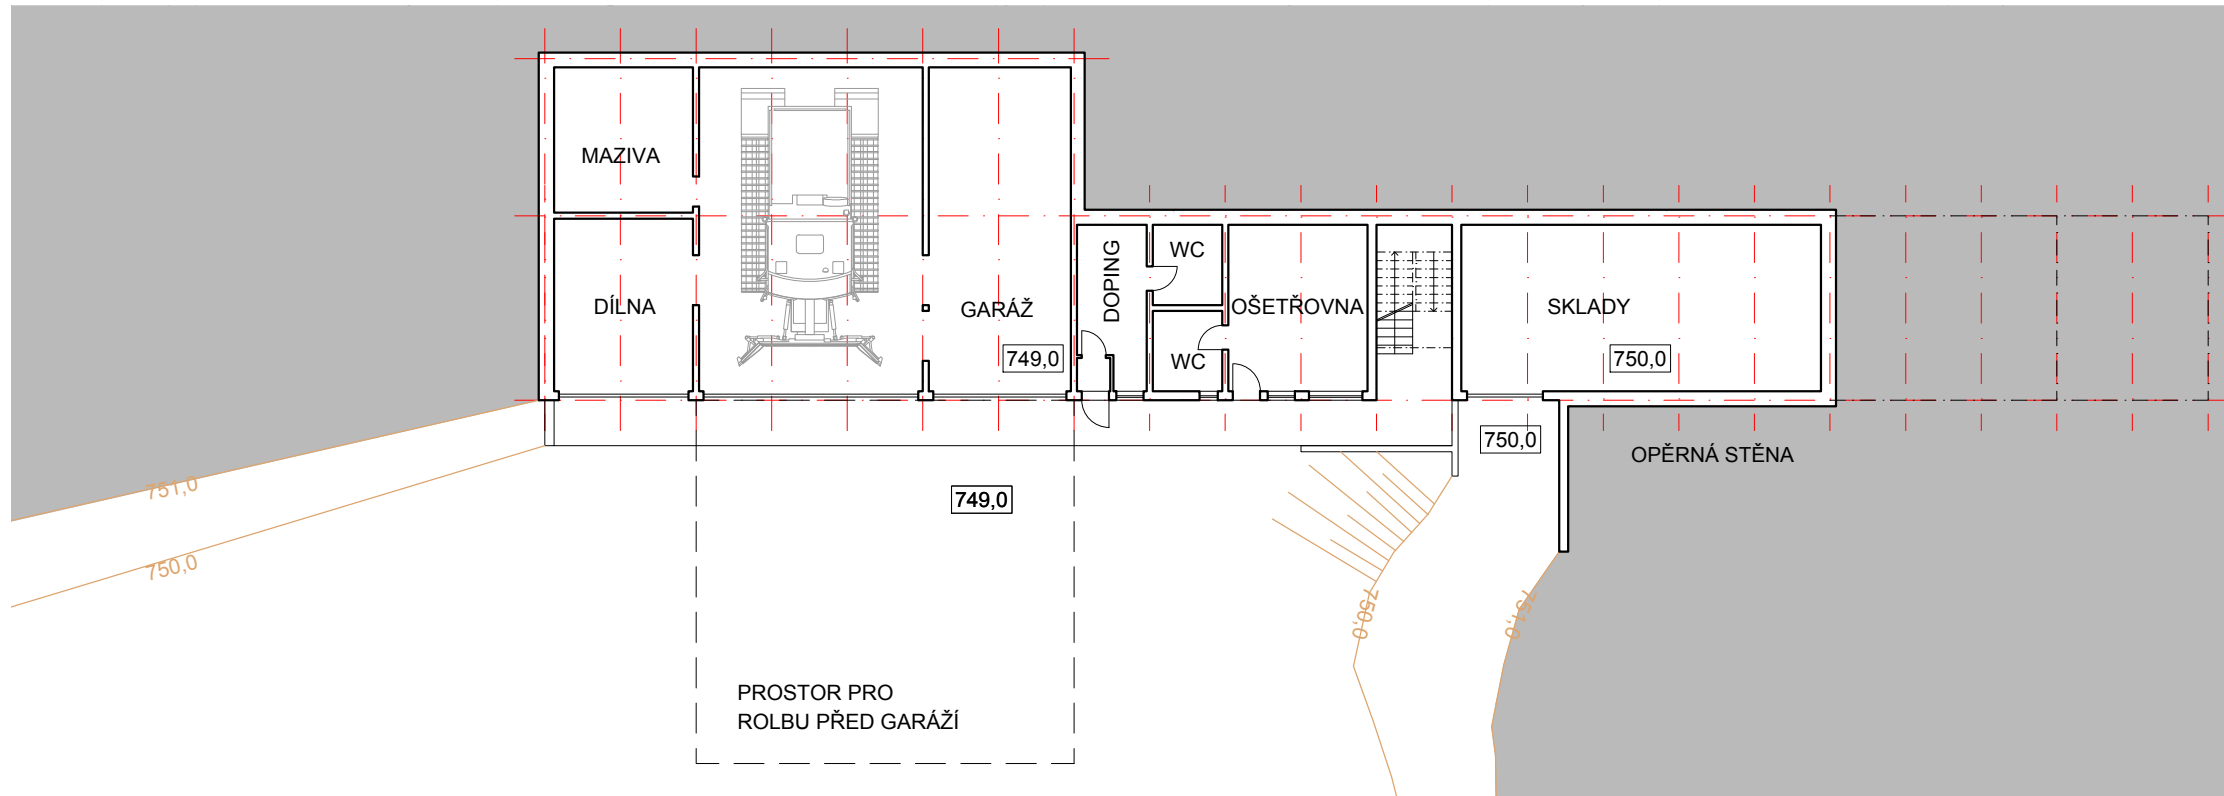 MAZIVA
WC
DOPING
DÍLNA
GARÁŽ
OŠETŘOVNA
SKLADY
749,0
WC
750,0
750,0
OPĚRNÁ STĚNA
751,0
749,0
750,0
750,0
751,0
PROSTOR PRO
ROLBU PŘED GARÁŽÍ